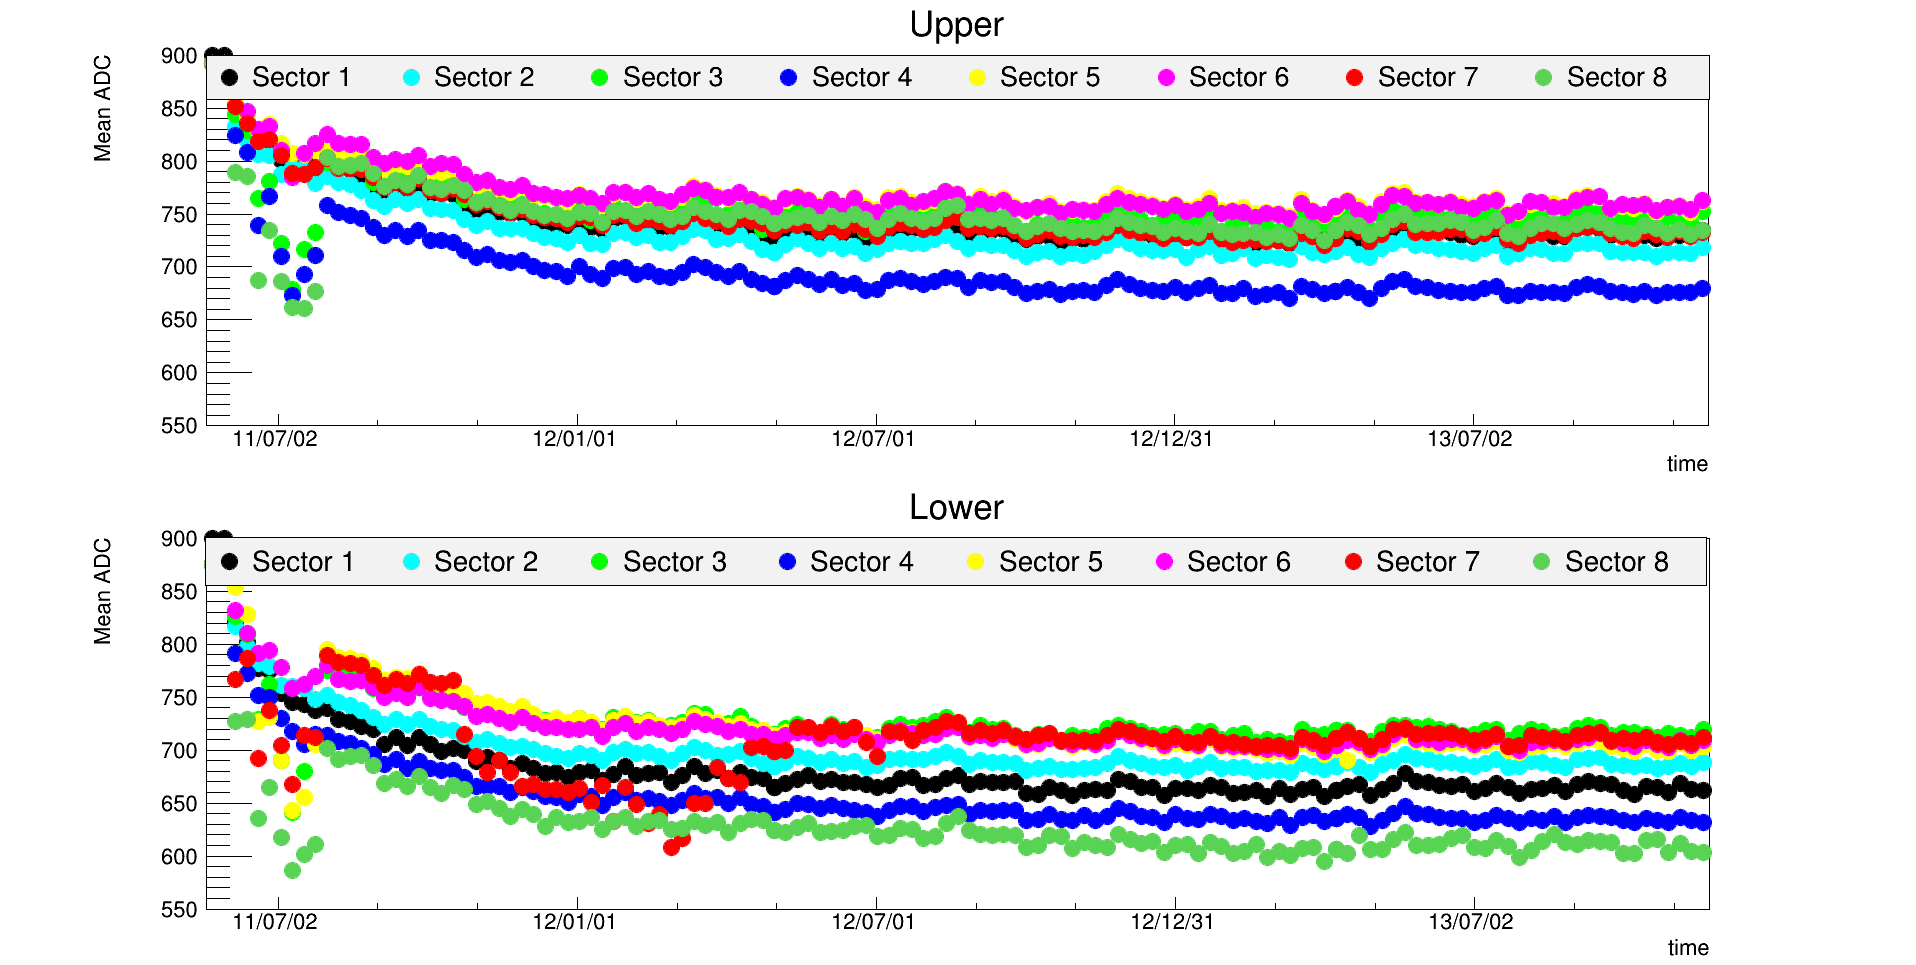 Upper
Mean ADC
900
Sector 1 Sector 2 Sector 3 Sector 4 Sector 5 Sector 6 Sector 7 Sector 8
850
800
750
700
650
600
550
11/07/02 12/01/01 12/07/01 12/12/31 13/07/02
time
Lower
Mean ADC
900
Sector 1 Sector 2 Sector 3 Sector 4 Sector 5 Sector 6 Sector 7 Sector 8
850
800
750
700
650
600
550
11/07/02 12/01/01 12/07/01 12/12/31 13/07/02
time